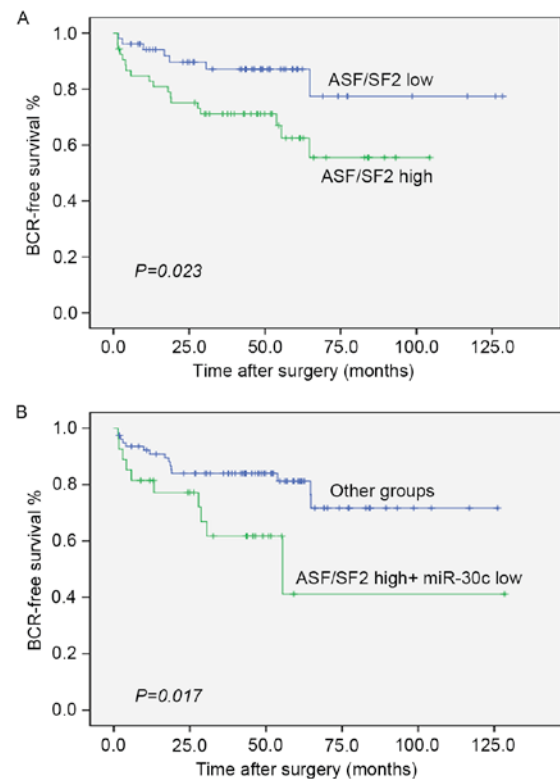 A
BCR-free survival %
1.0
0.8
0.6
0.4
0.2
0.0
ASF/SF2 low
ASF/SF2 high
P=0.023
0.0 25.0 50.0 75.0 100.0 125.0
Time after surgery (months)
B
BCR-free survival %
1.0
0.8
0.6
0.4
0.2
0.0
Other groups
ASF/SF2 high+ miR-30c low
P=0.017
0.0 25.0 50.0 75.0 100.0 125.0
Time after surgery (months)